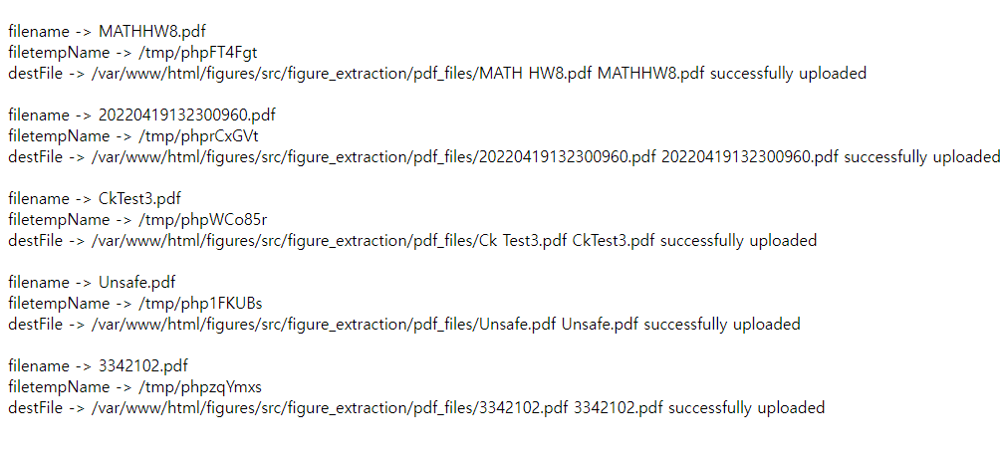 filename -> MATHHW8.pdf
filetempName -> /tmp/phpFT4Fgt
destFile -> /var/www/html/figures/src/figure_extraction/pdf_files/MATH HW8.pdf MATHHW8.pdf successfully uploaded
filename -> 20220419132300960.pdf
filetempName -> /tmp/phprCxGVt
destFile -> /var/www/html/figures/src/figure_extraction/pdf_files/20220419132300960.pdf 20220419132300960.pdf successfully uploaded
filename -> CkTest3.pdf
filetempName -> /tmp/phpWCo85r
destFile -> /var/www/html/figures/src/figure_extraction/pdf_files/Ck Test3.pdf CkTest3.pdf successfully uploaded
filename -> Unsafe.pdf
filetempName -> /tmp/php1FKUBs
destFile -> /var/www/html/figures/src/figure_extraction/pdf_files/Unsafe.pdf Unsafe.pdf successfully uploaded
filename -> 3342102.pdf
filetempName -> /tmp/phpzqYmxs
destFile -> /var/www/html/figures/src/figure_extraction/pdf_files/3342102.pdf 3342102.pdf successfully uploaded